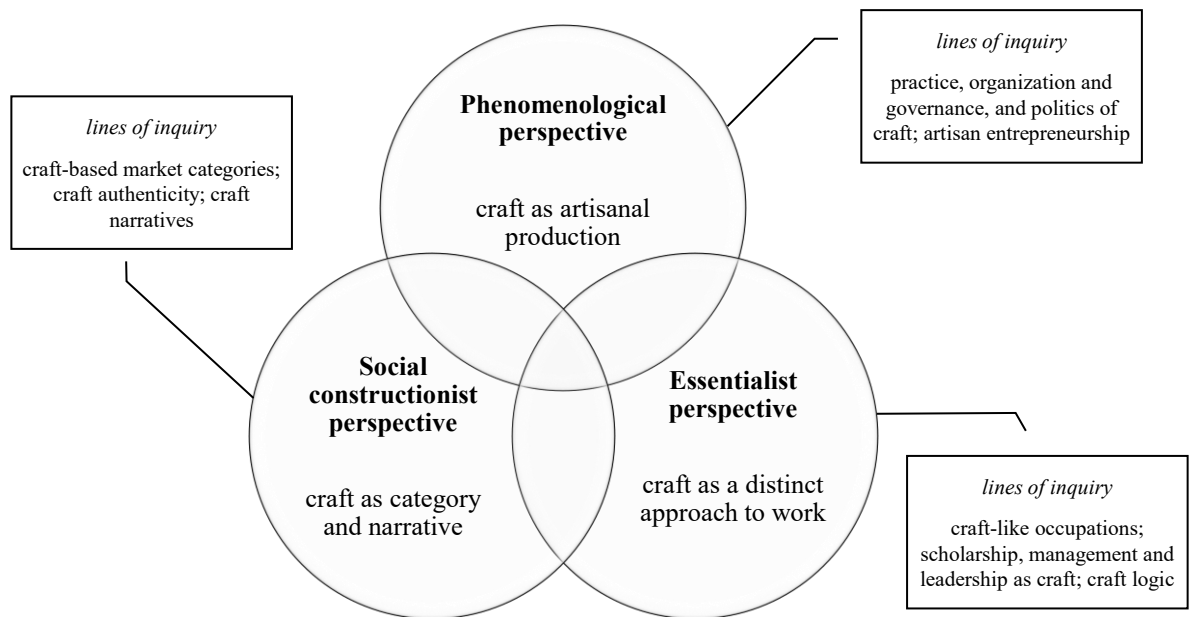 lines of inquiry
practice, organization and
governance, and politics of
craft; artisan entrepreneurship
Phenomenological
perspective
craft as artisanal
production
lines of inquiry
craft-based market categories;
craft authenticity; craft
narratives
Social
constructionist
perspective
craft as category
and narrative
Essentialist
perspective
craft as a distinct
approach to work
lines of inquiry
craft-like occupations;
scholarship, management and
leadership as craft; craft logic